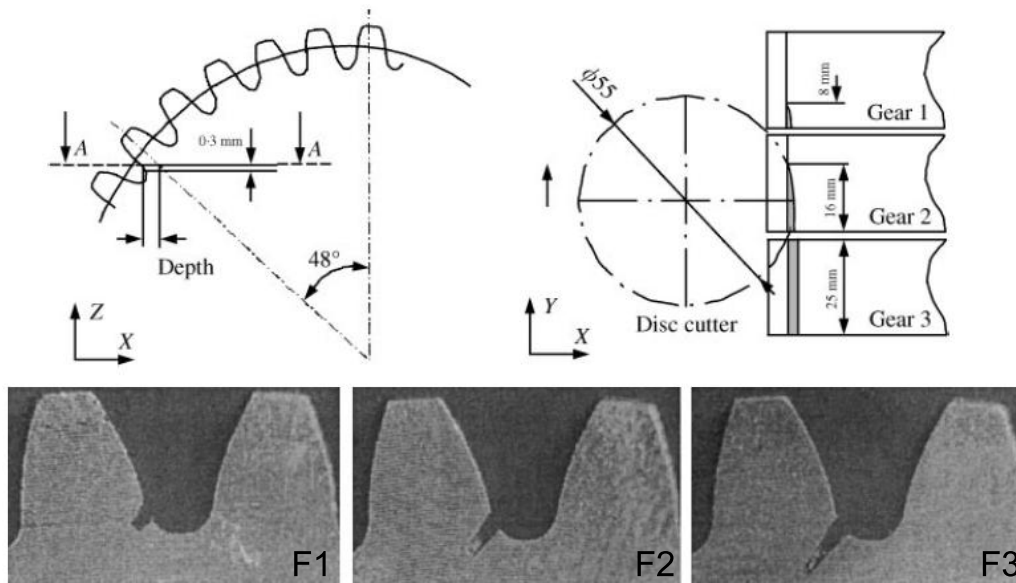 A
0·3 mm
A
Depth
48°
Z
X
ϕ55
8 mm
Gear 1
16 mm
Gear 2
25 mm
Gear 3
Disc cutter
Y
X
F1
F2
F3